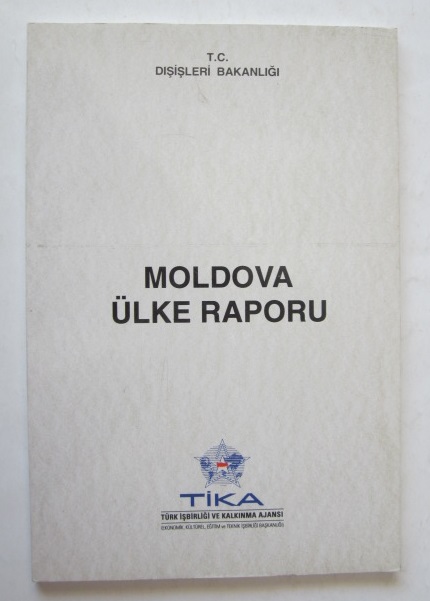 T.C.
DIŞİŞLERİ BAKANLIĞI
MOLDOVA
ÜLKE RAPORU
TİKA
TÜRK İŞBİRLİĞİ VE KALKINMA AJANSI
(EKONOMİK, KÜLTÜREL, EĞİTİM ve TEKNİK İŞBİRLİĞİ BAŞKANLIĞI)